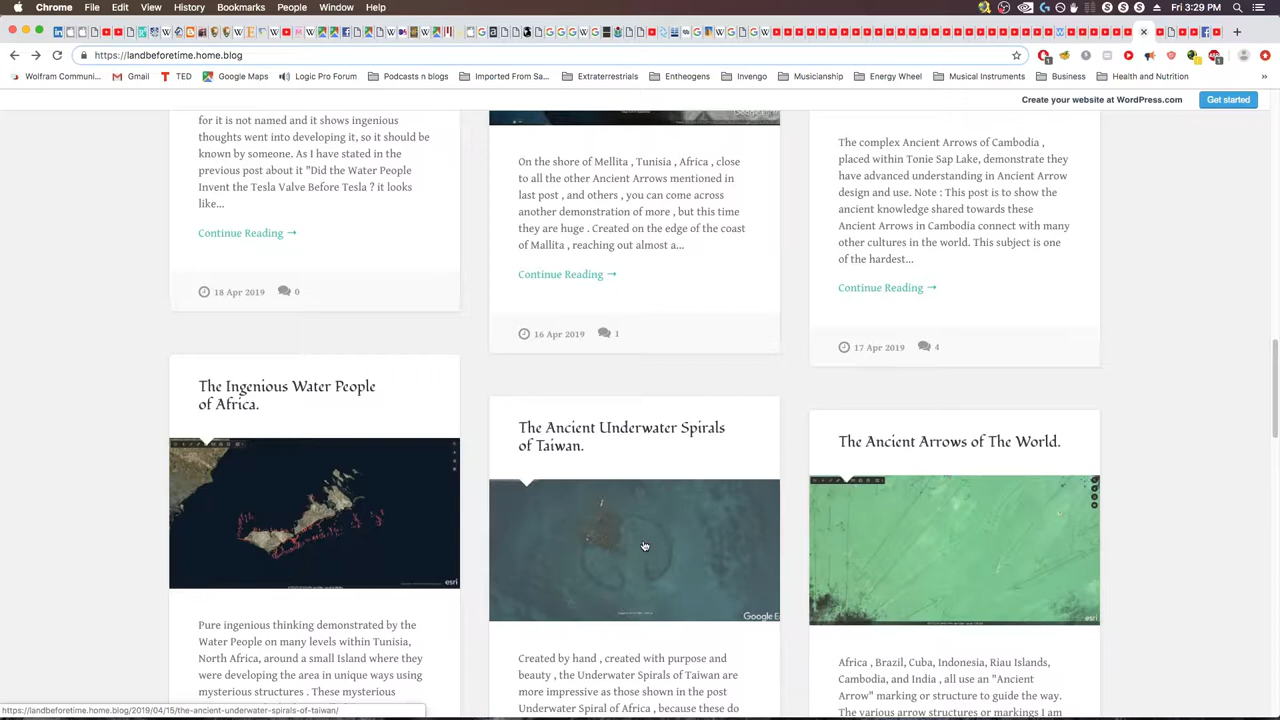 Chrome File Edit View History Bookmarks People Window Help
Fri 3:29 PM
https://landbeforetime.home.blog
Wolfram Communi... Gmail TED Google Maps Logic Pro Forum Podcasts n blogs Imported From Sa... Extraterrestrials Entheogens Invengo Musicianship Energy Wheel Musical Instruments Business Health and Nutrition
Create your website at WordPress.com Get started
for it is not named and it shows ingenious
thoughts went into developing it, so it should be
known by someone. As I have stated in the
previous post about it "Did the Water People
Invent the Tesla Valve Before Tesla ? it looks
like...
Continue Reading →
18 Apr 2019 0
On the shore of Mellita , Tunisia , Africa , close
to all the other Ancient Arrows mentioned in
last post , and others , you can come across
another demonstration of more , but this time
they are huge . Created on the edge of the coast
of Mallita , reaching out almost a...
Continue Reading →
16 Apr 2019 1
The complex Ancient Arrows of Cambodia ,
placed within Tonie Sap Lake, demonstrate they
have advanced understanding in Ancient Arrow
design and use. Note : This post is to show the
ancient knowledge shared towards these
Ancient Arrows in Cambodia connect with many
other cultures in the world. This subject is one
of the hardest...
Continue Reading →
17 Apr 2019 4
The Ingenious Water People
of Africa.
esri
Pure ingenious thinking demonstrated by the
Water People on many levels within Tunisia,
North Africa, around a small Island where they
were developing the area in unique ways using
mysterious structures . These mysterious
The Ancient Underwater Spirals
of Taiwan.
Google Ea
Created by hand , created with purpose and
beauty , the Underwater Spirals of Taiwan are
more impressive as those shown in the post
Underwater Spiral of Africa , because these do
The Ancient Arrows of The World.
esri
Africa , Brazil, Cuba, Indonesia, Riau Islands,
Cambodia, and India , all use an "Ancient
Arrow" marking or structure to guide the way.
The various arrow structures or markings I am
https://landbeforetime.home.blog/2019/04/15/the-ancient-underwater-spirals-of-taiwan/